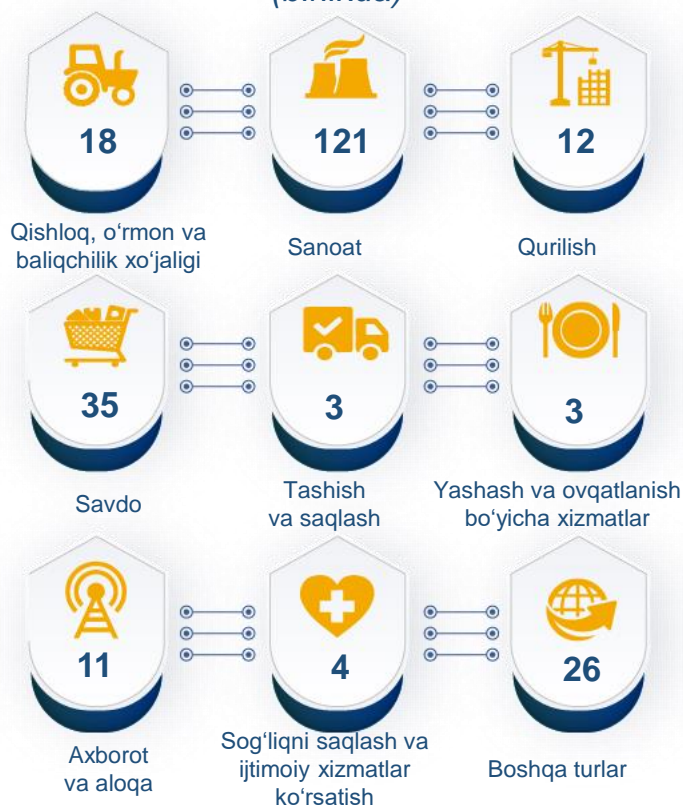 (birlikda)
18
121
12
Qishloq, o‘rmon va
baliqchilik xo‘jaligi
Sanoat
Qurilish
35
3
3
Savdo
Tashish
va saqlash
Yashash va ovqatlanish
bo‘yicha xizmatlar
11
4
26
Axborot
va aloqa
Sog‘liqni saqlash va
ijtimoiy xizmatlar
ko‘rsatish
Boshqa turlar